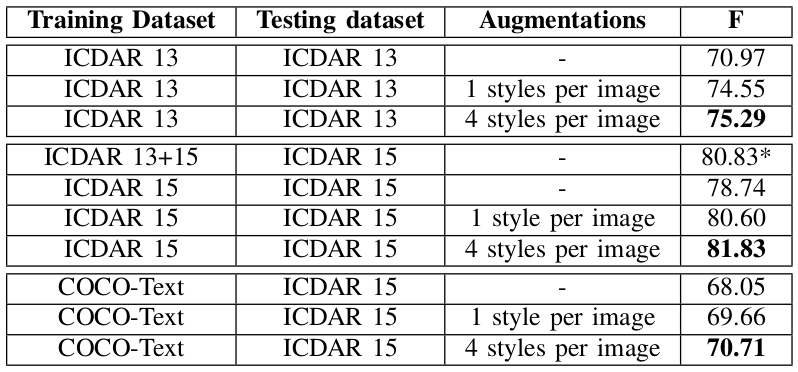 Training Dataset Testing dataset Augmentations F
ICDAR 13 ICDAR 13 - 70.97
ICDAR 13 ICDAR 13 1 styles per image 74.55
ICDAR 13 ICDAR 13 4 styles per image 75.29
ICDAR 13+15 ICDAR 15 - 80.83*
ICDAR 15 ICDAR 15 - 78.74
ICDAR 15 ICDAR 15 1 style per image 80.60
ICDAR 15 ICDAR 15 4 styles per image 81.83
COCO-Text ICDAR 15 - 68.05
COCO-Text ICDAR 15 1 style per image 69.66
COCO-Text ICDAR 15 4 styles per image 70.71